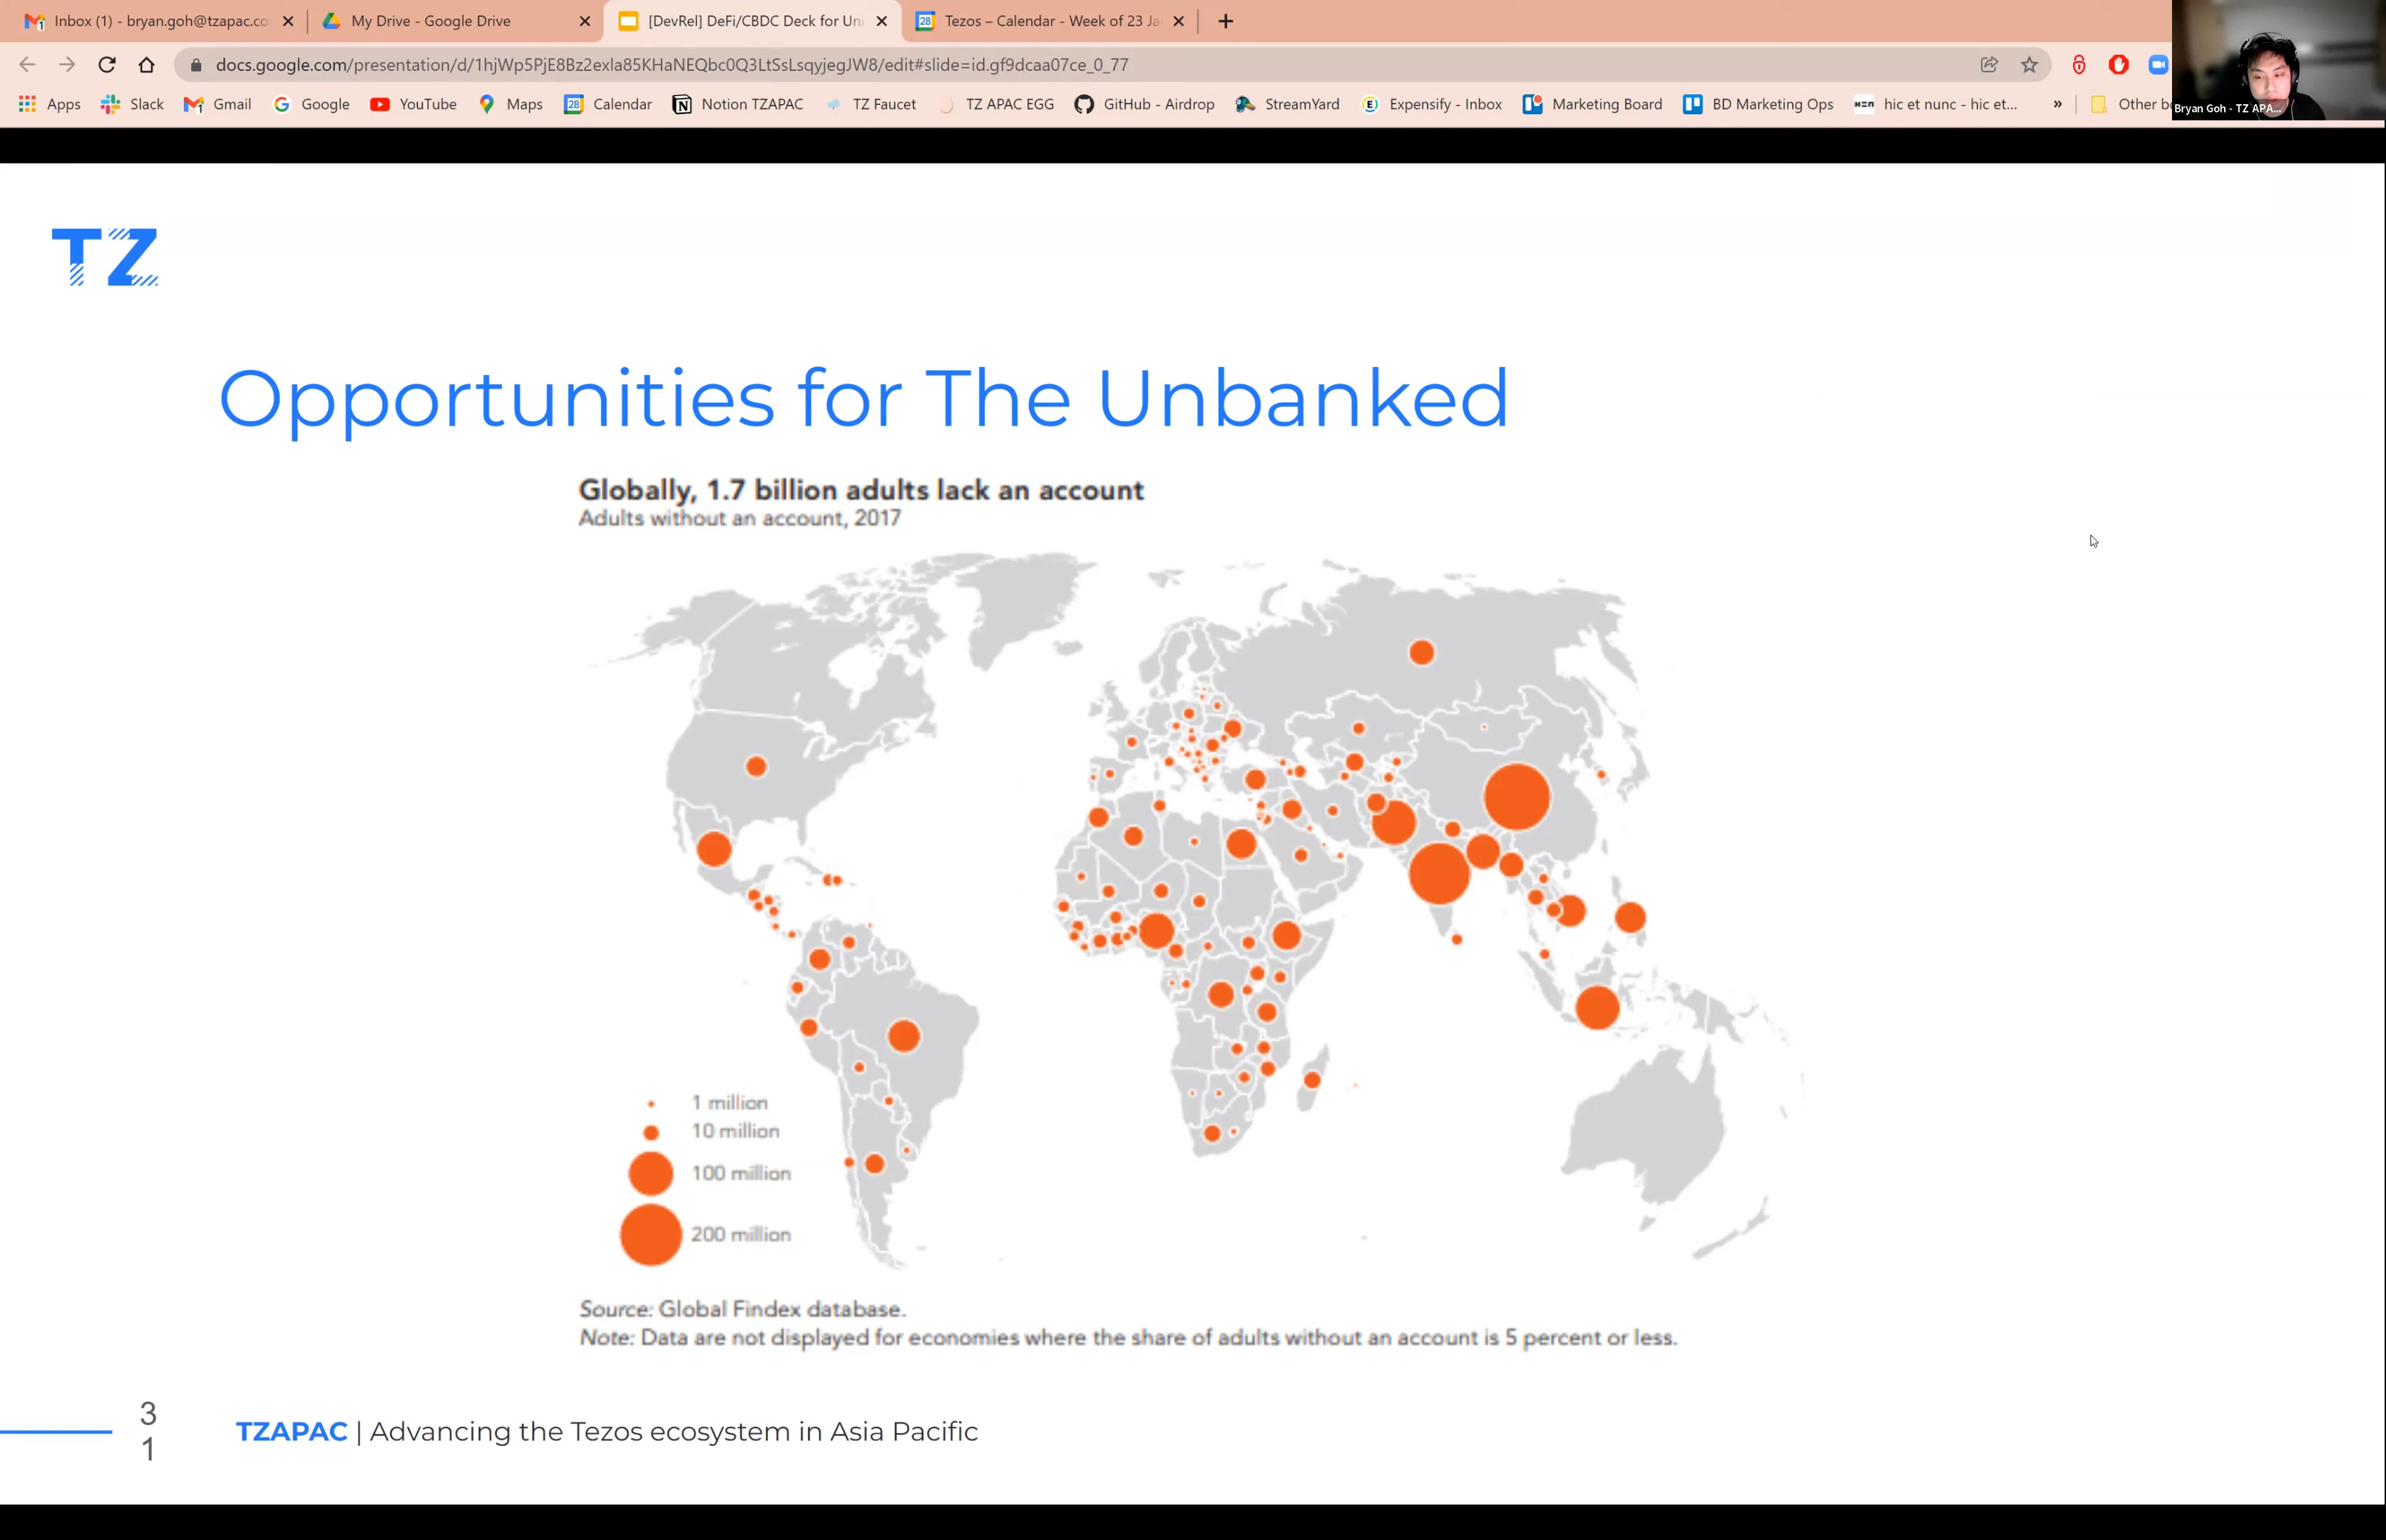 Inbox (1) - bryan.goh@tzapac.co
My Drive - Google Drive
[DevRel] DeFi/CBDC Deck for Uni
Tezos – Calendar - Week of 23 Ja
docs.google.com/presentation/d/1hjWp5PjE8Bz2exla85KHaNEQbc0Q3LtSsLsqyjegJW8/edit#slide=id.gf9dcaa07ce_0_77
Apps
Slack
Gmail
Google
YouTube
28
Maps
Calendar
Notion TZAPAC
TZ Faucet
TZ APAC EGG
GitHub - Airdrop
StreamYard
Expensify - Inbox
Marketing Board
BD Marketing Ops
hic et nunc - hic et...
»
Other b
Bryan Goh - TZ APA...
TZ
Opportunities for The Unbanked
Globally, 1.7 billion adults lack an account
Adults without an account, 2017
1 million
10 million
100 million
200 million
Source: Global Findex database.
Note: Data are not displayed for economies where the share of adults without an account is 5 percent or less.
3
1
TZAPAC | Advancing the Tezos ecosystem in Asia Pacific